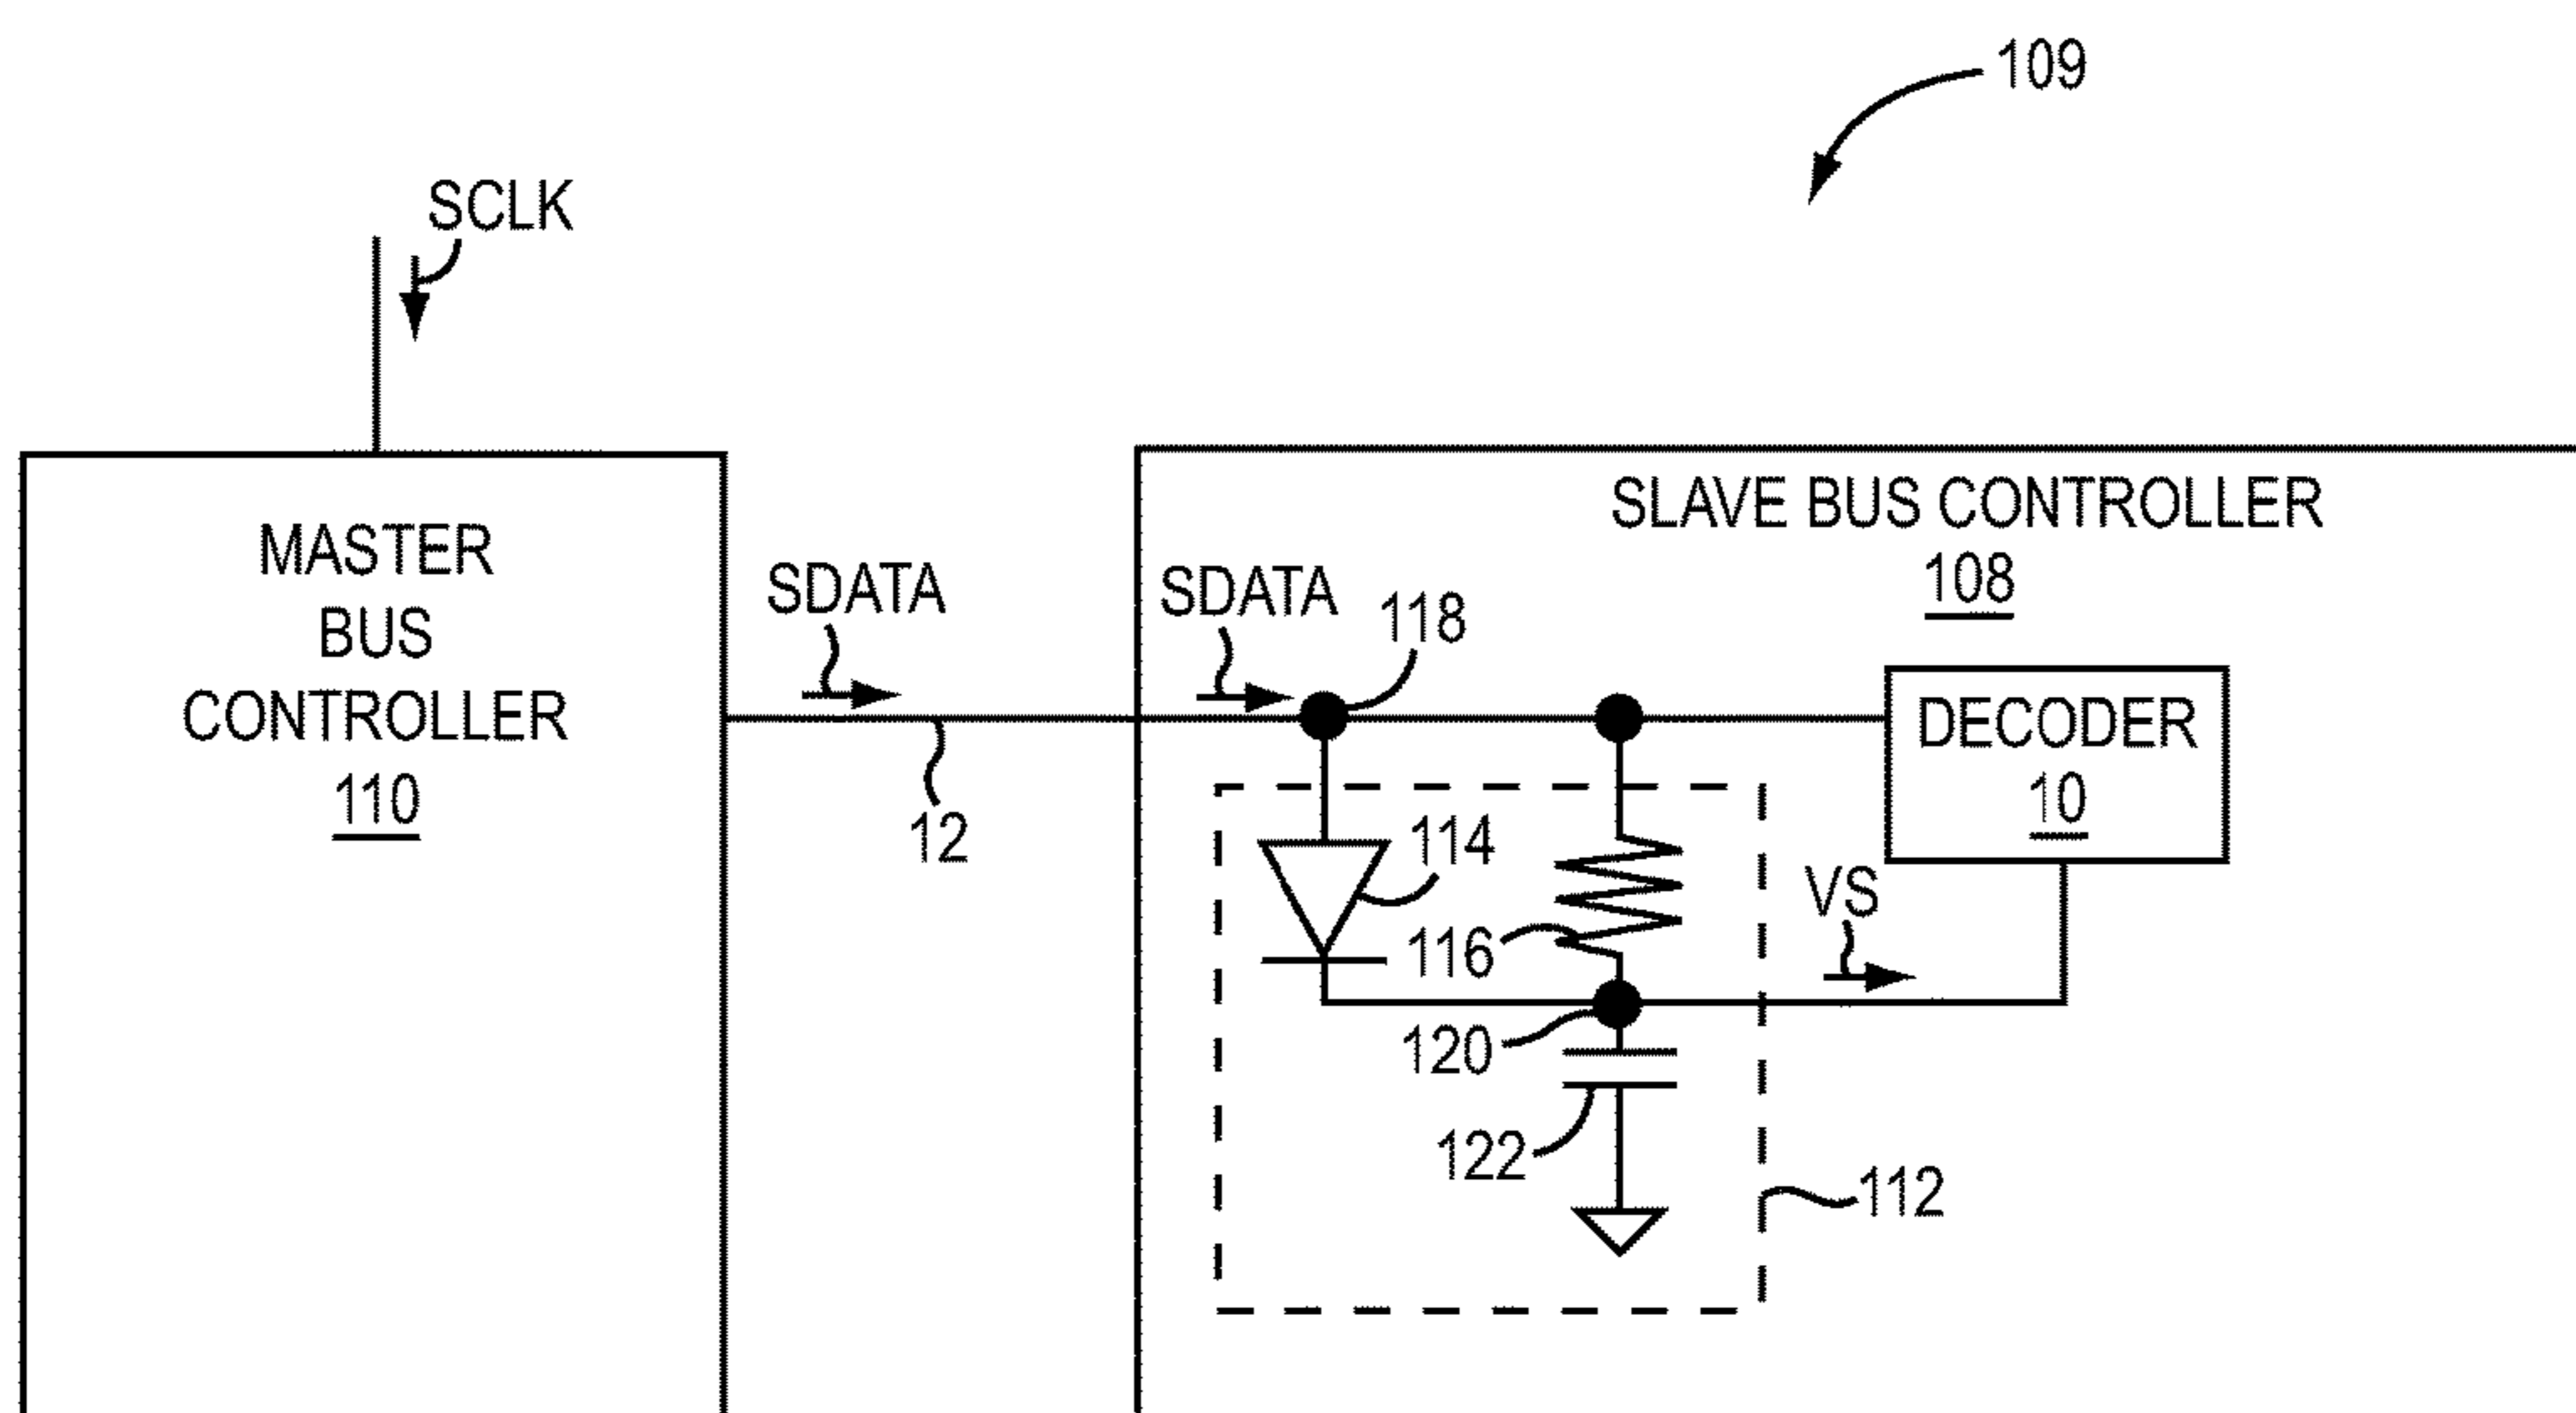 109
SCLK
MASTER
BUS
CONTROLLER
110
SDATA
12
SLAVE BUS CONTROLLER
108
SDATA
118
DECODER
10
114
116
VS
120
122
112